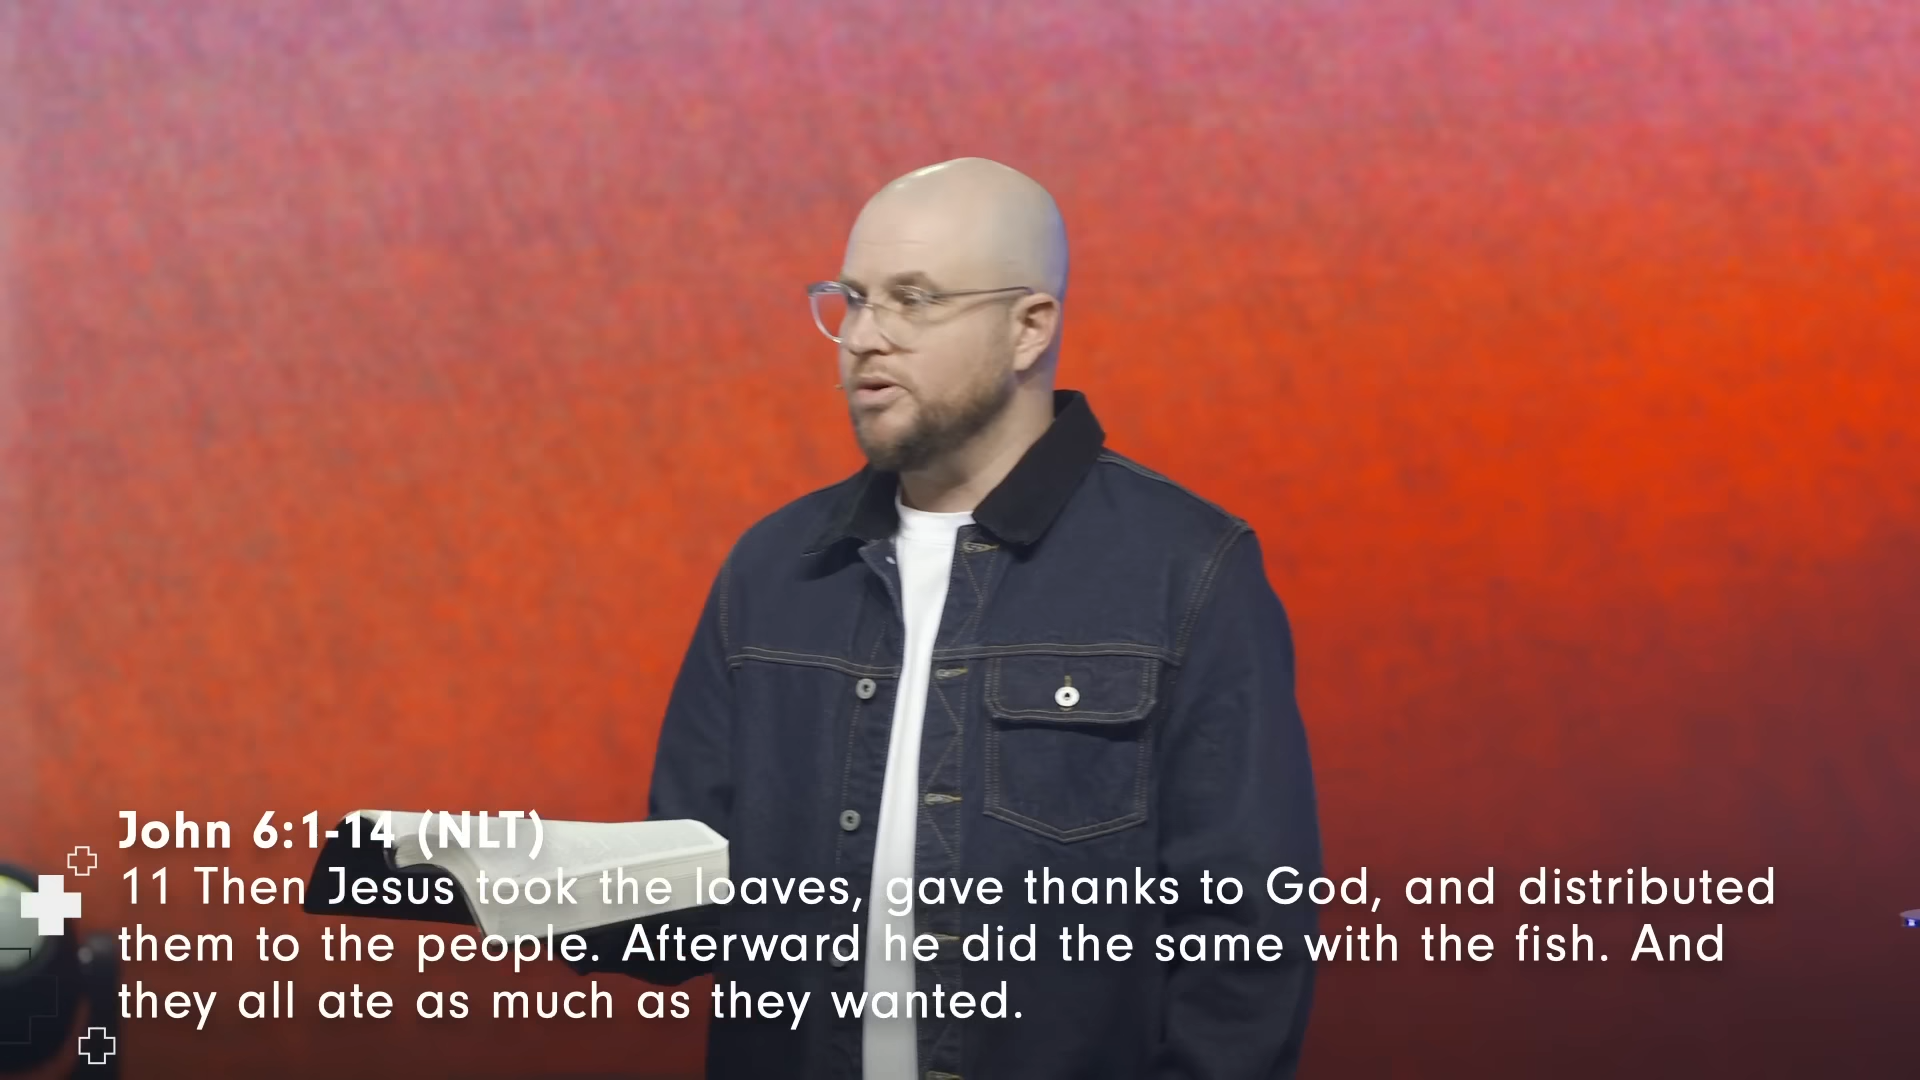 John 6:1-14 (NLT)
11 Then Jesus took the loaves, gave thanks to God, and distributed
them to the people. Afterward he did the same with the fish. And
they all ate as much as they wanted.